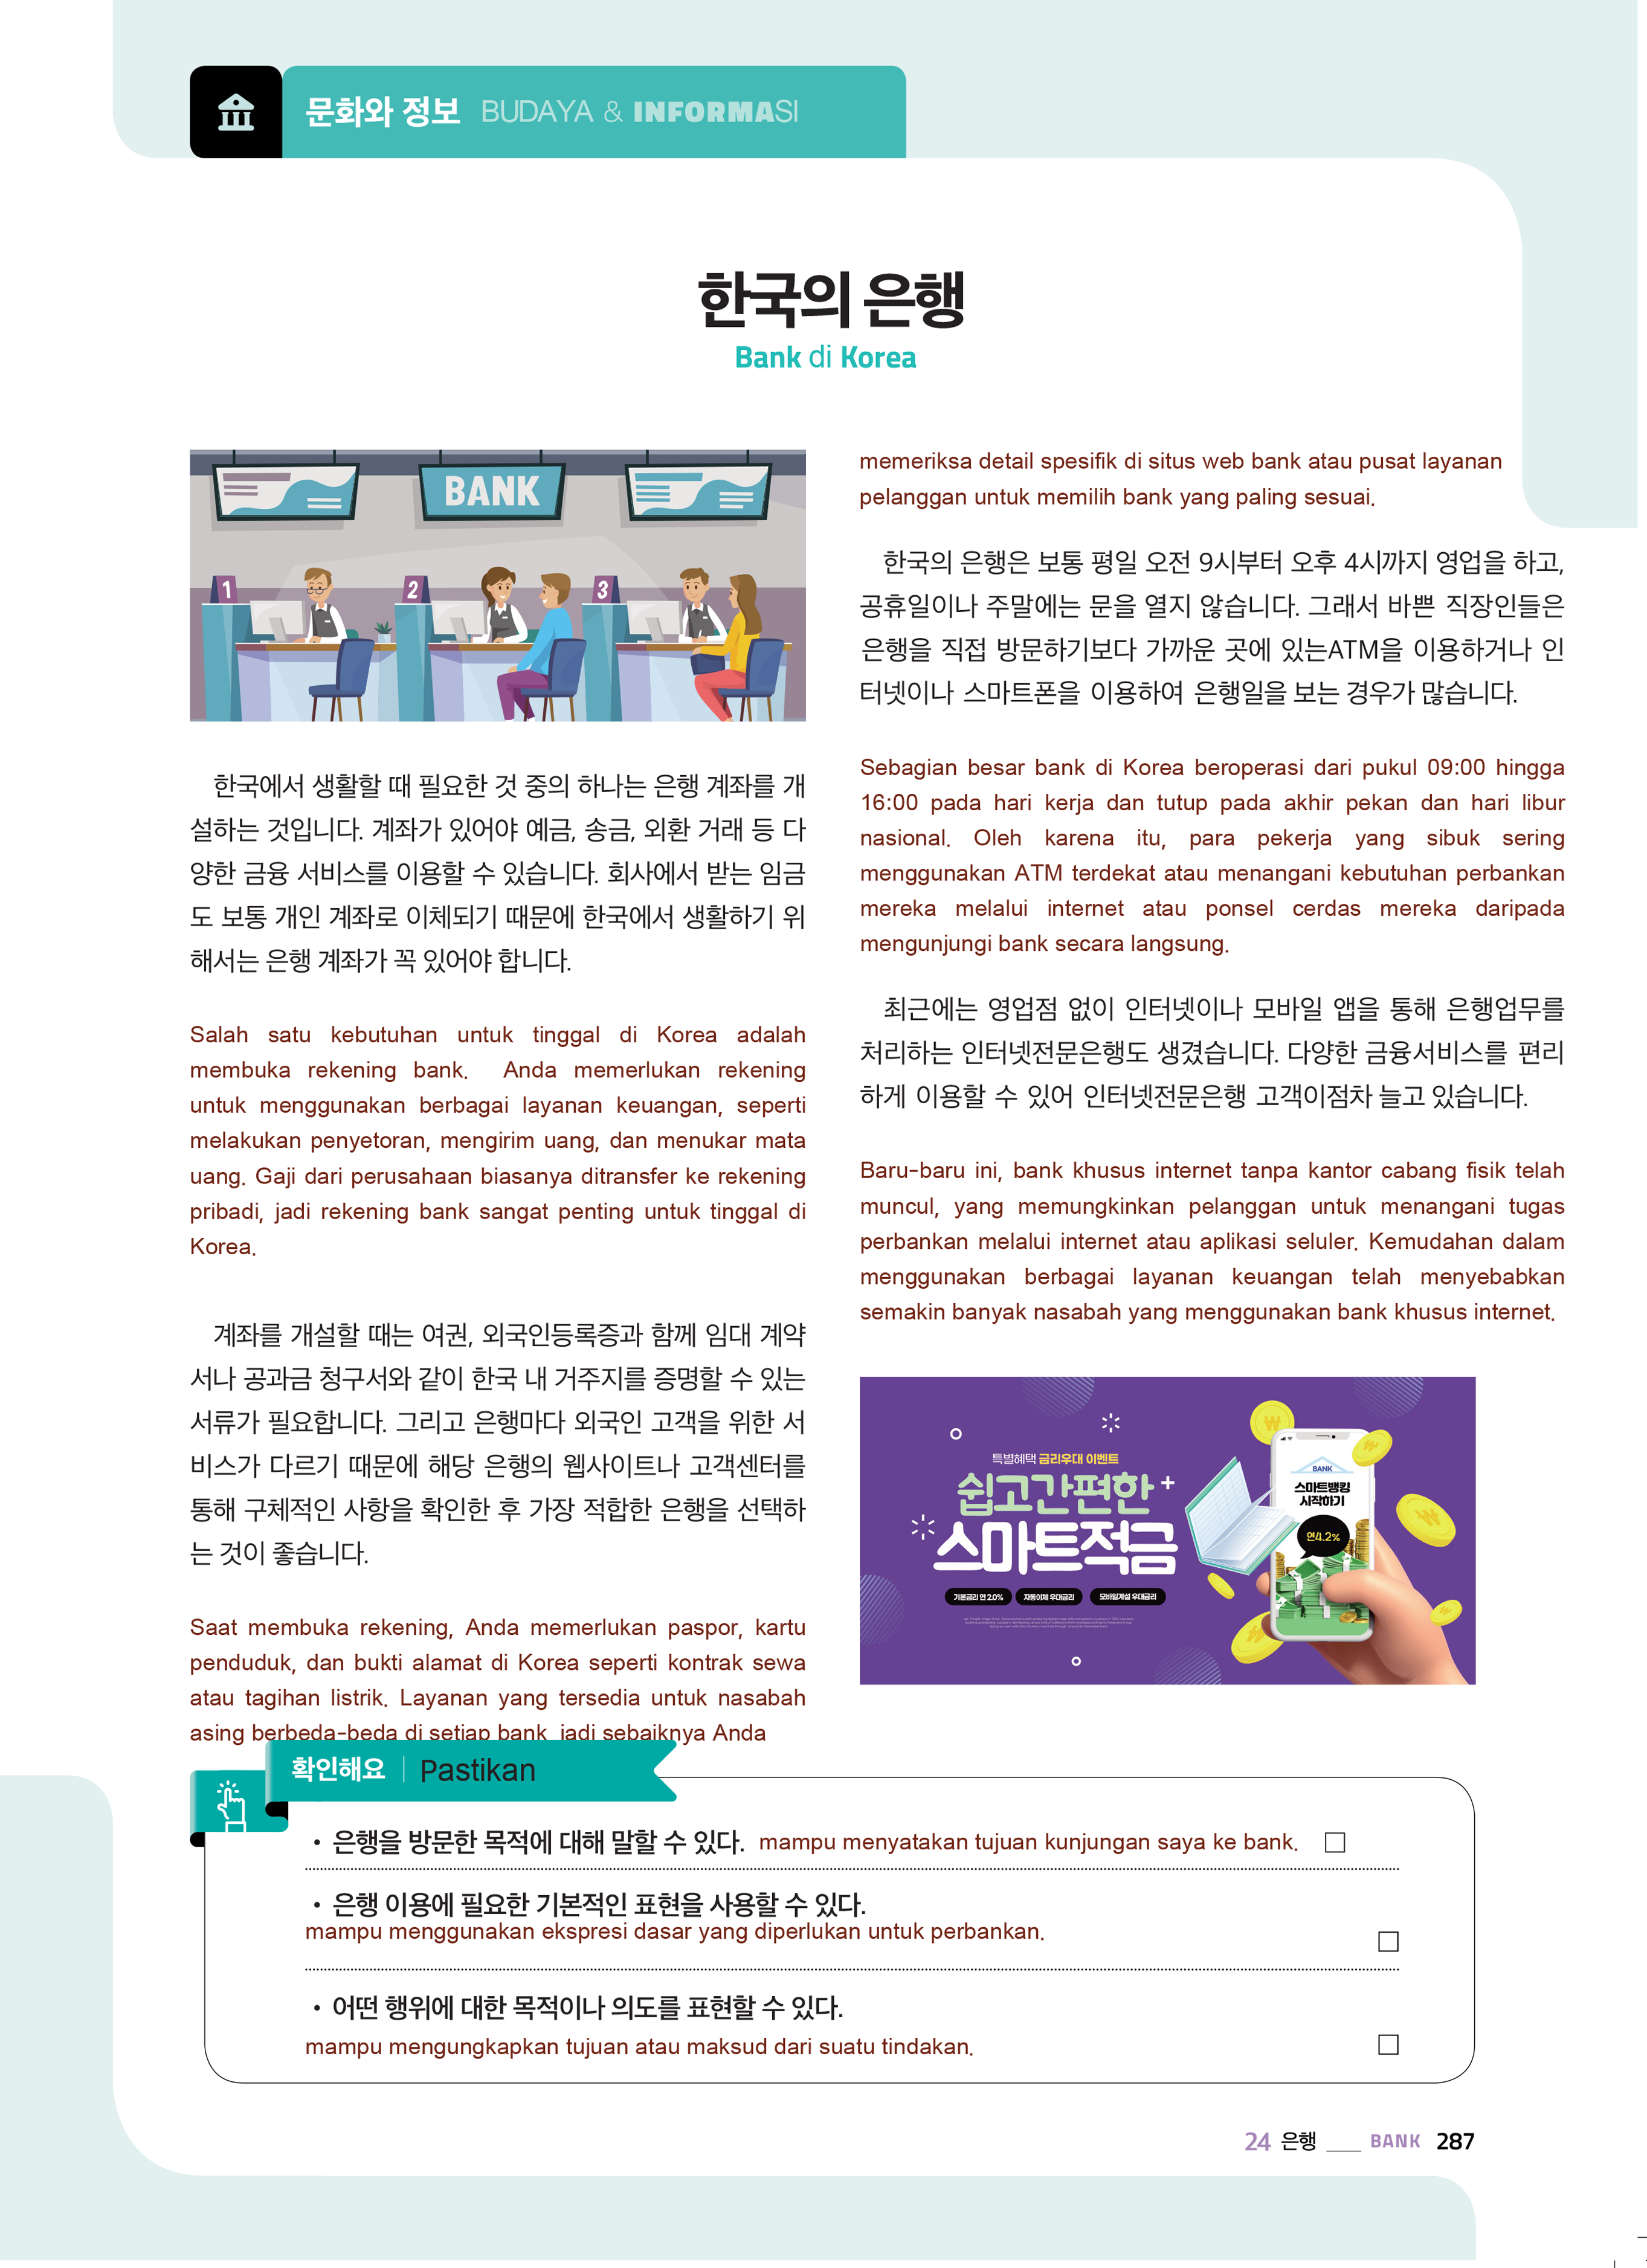 문화와 정보 BUDAYA & INFORMASI
한국의 은행
Bank di Korea
BANK
1
2
3
한국에서 생활할 때 필요한 것 중의 하나는 은행 계좌를 개
설하는 것입니다. 계좌가 있어야 예금, 송금, 외환 거래 등 다
양한 금융 서비스를 이용할 수 있습니다. 회사에서 받는 임금
도 보통 개인 계좌로 이체되기 때문에 한국에서 생활하기 위
해서는 은행 계좌가 꼭 있어야 합니다.
Salah satu kebutuhan untuk tinggal di Korea adalah
membuka rekening bank. Anda memerlukan rekening
untuk menggunakan berbagai layanan keuangan, seperti
melakukan penyetoran, mengirim uang, dan menukar mata
uang. Gaji dari perusahaan biasanya ditransfer ke rekening
pribadi, jadi rekening bank sangat penting untuk tinggal di
Korea.
계좌를 개설할 때는 여권, 외국인등록증과 함께 임대 계약
서나 공과금 청구서와 같이 한국 내 거주지를 증명할 수 있는
서류가 필요합니다. 그리고 은행마다 외국인 고객을 위한 서
비스가 다르기 때문에 해당 은행의 웹사이트나 고객센터를
통해 구체적인 사항을 확인한 후 가장 적합한 은행을 선택하
는 것이 좋습니다.
Saat membuka rekening, Anda memerlukan paspor, kartu
penduduk, dan bukti alamat di Korea seperti kontrak sewa
atau tagihan listrik. Layanan yang tersedia untuk nasabah
asing berbeda-beda di setiap bank jadi sebaiknya Anda
memeriksa detail spesifik di situs web bank atau pusat layanan
pelanggan untuk memilih bank yang paling sesuai.
한국의 은행은 보통 평일 오전 9시부터 오후 4시까지 영업을 하고,
공휴일이나 주말에는 문을 열지 않습니다. 그래서 바쁜 직장인들은
은행을 직접 방문하기보다 가까운 곳에 있는ATM을 이용하거나 인
터넷이나 스마트폰을 이용하여 은행일을 보는 경우가 많습니다.
Sebagian besar bank di Korea beroperasi dari pukul 09:00 hingga
16:00 pada hari kerja dan tutup pada akhir pekan dan hari libur
nasional. Oleh karena itu, para pekerja yang sibuk sering
menggunakan ATM terdekat atau menangani kebutuhan perbankan
mereka melalui internet atau ponsel cerdas mereka daripada
mengunjungi bank secara langsung.
최근에는 영업점 없이 인터넷이나 모바일 앱을 통해 은행업무를
처리하는 인터넷전문은행도 생겼습니다. 다양한 금융서비스를 편리
하게 이용할 수 있어 인터넷전문은행 고객이점차 늘고 있습니다.
Baru-baru ini, bank khusus internet tanpa kantor cabang fisik telah
muncul, yang memungkinkan pelanggan untuk menangani tugas
perbankan melalui internet atau aplikasi seluler. Kemudahan dalam
menggunakan berbagai layanan keuangan telah menyebabkan
semakin banyak nasabah yang menggunakan bank khusus internet.
특별혜택 금리우대 이벤트
쉽고간편한
스마트적금
기본금리 연 2.0% 자동이체 우대금리 모바일개설 우대금리
BANK
스마트뱅킹
시작하기
연4.2%
확인해요 | Pastikan
• 은행을 방문한 목적에 대해 말할 수 있다. mampu menyatakan tujuan kunjungan saya ke bank. □
• 은행 이용에 필요한 기본적인 표현을 사용할 수 있다.
mampu menggunakan ekspresi dasar yang diperlukan untuk perbankan. □
• 어떤 행위에 대한 목적이나 의도를 표현할 수 있다.
mampu mengungkapkan tujuan atau maksud dari suatu tindakan. □
24 은행 ___ BANK 287